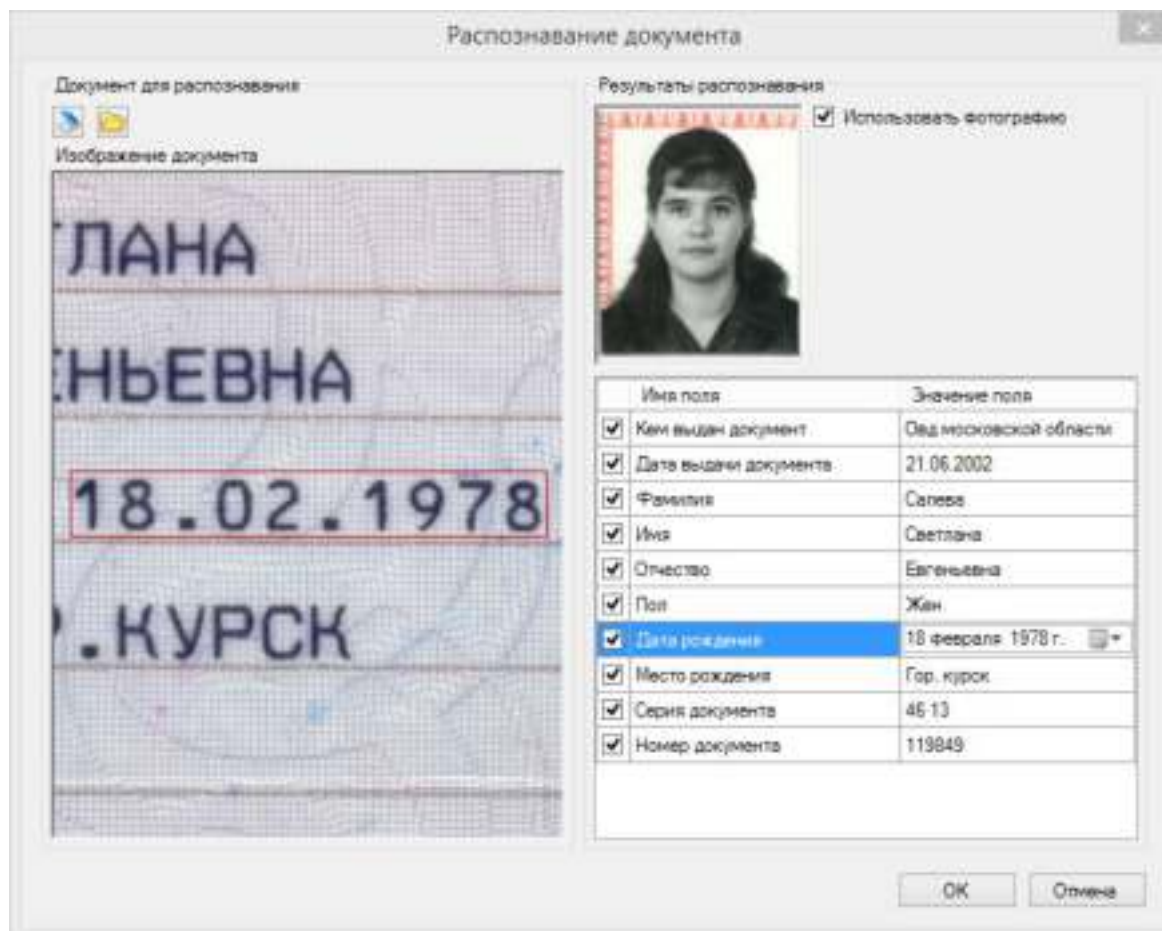 Распознавание документа
Документ для распознавания
Изображение документа
ТЛАНА
ЕНЬЕВНА
18.02.1978
Р.КУРСК
Результаты распознавания
Использовать фотографию
Имя поля Значение поля
Кем выдан документ Овд московской области
Дата выдачи документа 21.06.2002
Фамилия Сапева
Имя Светлана
Отчество Евгеньевна
Пол Жен
Дата рождения 18 февраля 1978 г.
Место рождения Гор. курск
Серия документа 46 13
Номер документа 119849
OK Отмена